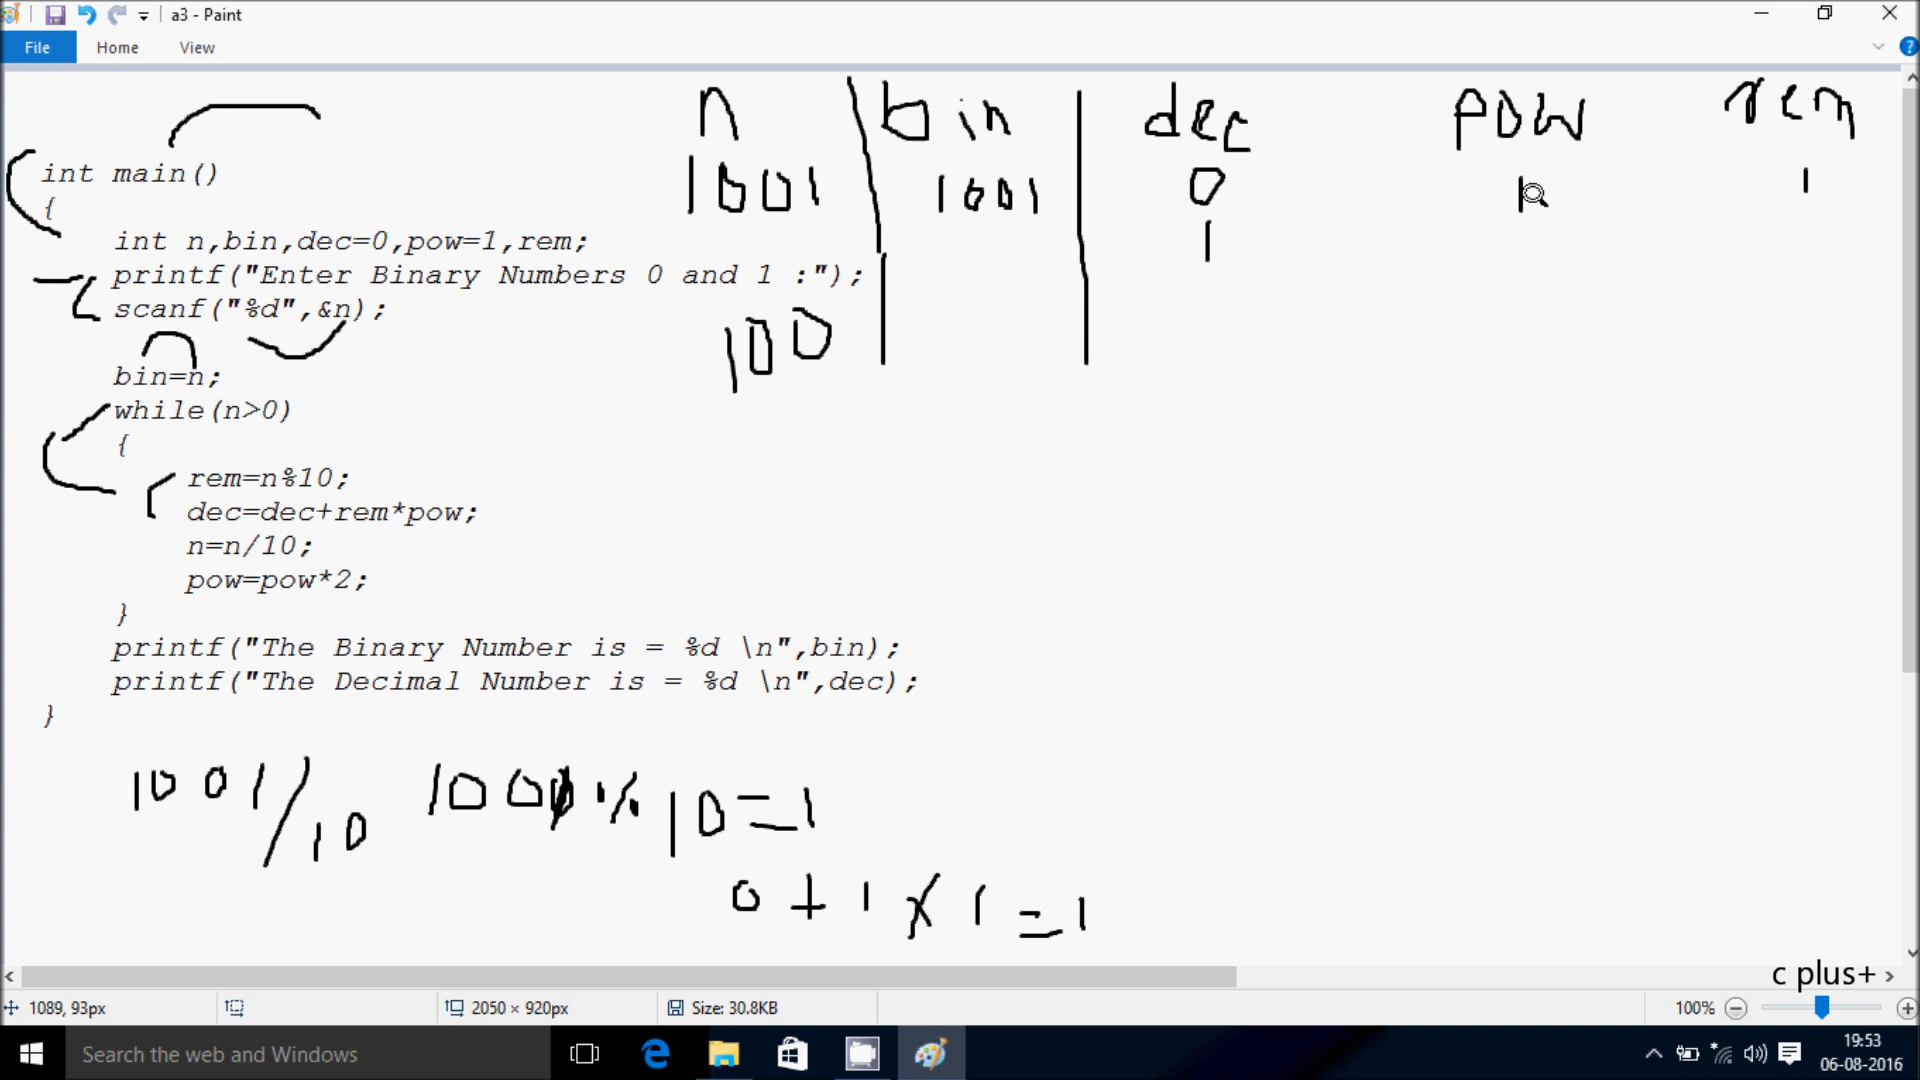 a3 - Paint
File Home View
n bin dec pow rem
int main()
1001 1001 0 1 1
{
int n,bin,dec=0,pow=1,rem;
1
printf("Enter Binary Numbers 0 and 1 :");
scanf("%d",&n);
100
bin=n;
while(n>0)
{
rem=n%10;
dec=dec+rem*pow;
n=n/10;
pow=pow*2;
}
printf("The Binary Number is = %d \n",bin);
printf("The Decimal Number is = %d \n",dec);
}
1001/10 % 10=1
0+1×1=1
c plus+
1089, 93px 2050 × 920px Size: 30.8KB 100%
Search the web and Windows
19:53
06-08-2016